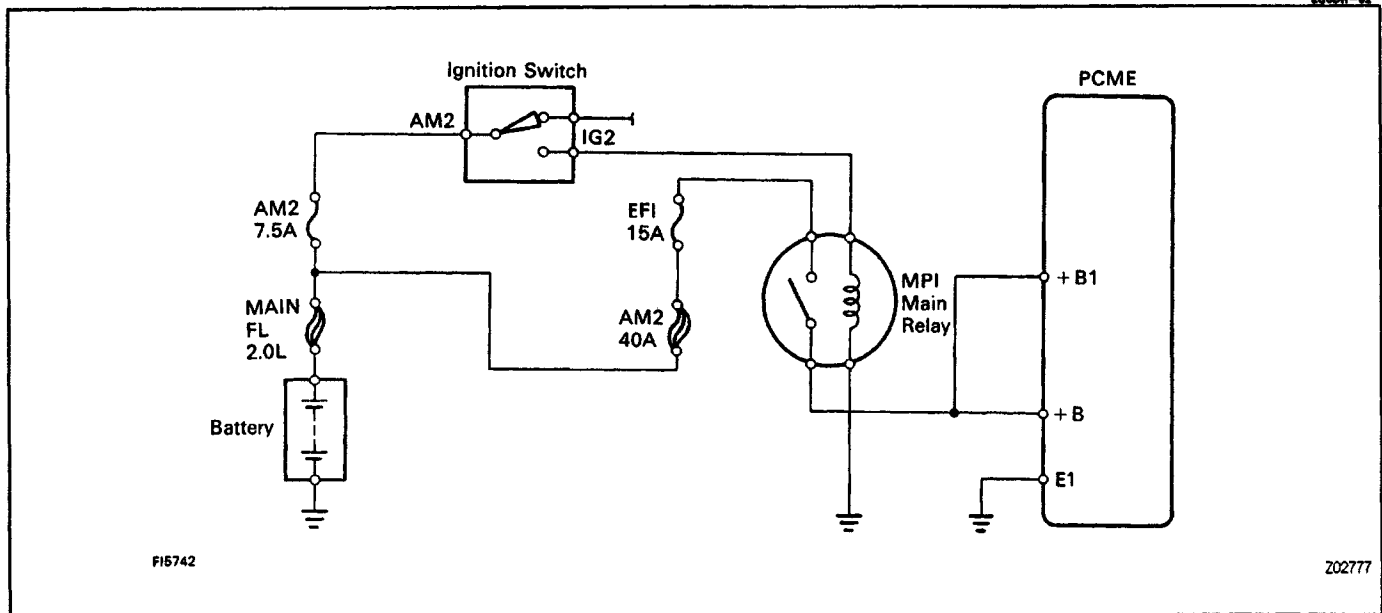 Ignition Switch
PCME
AM2
IG2
AM2
7.5A
EFI
15A
MPI
Main
Relay
+B1
MAIN
FL
2.0L
AM2
40A
Battery
+B
E1
FI5742
Z02777